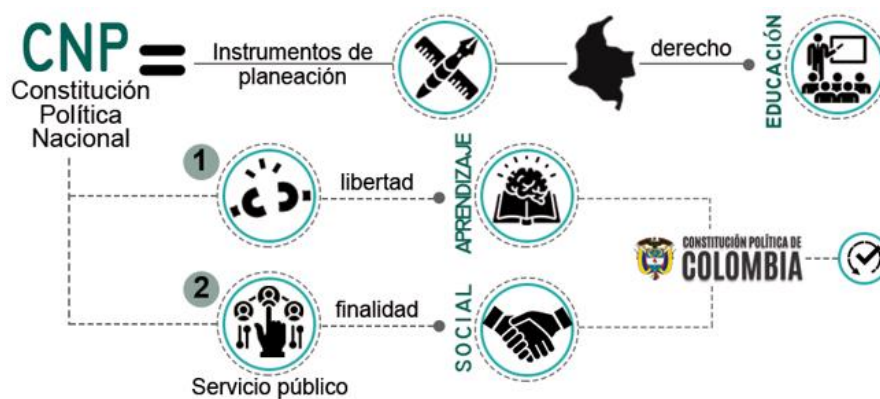 CNP
Constitución
Política
Nacional
=
Instrumentos de
planeación
derecho
EDUCACIÓN
1
libertad
APRENDIZAJE
2
Servicio público
finalidad
SOCIAL
CONSTITUCIÓN POLÍTICA DE
COLOMBIA